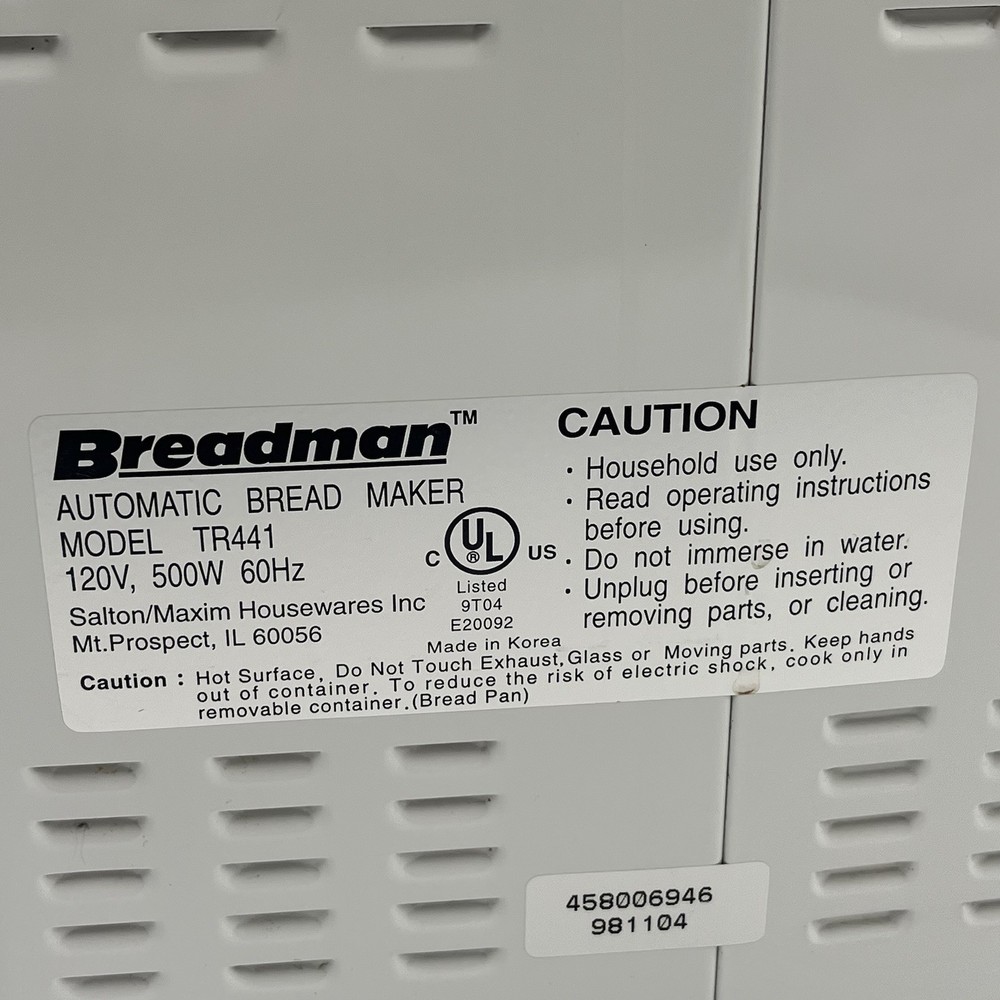 Breadman™
AUTOMATIC BREAD MAKER
MODEL TR441
120V, 500W 60Hz
Salton/Maxim Housewares Inc
Mt.Prospect, IL 60056
C UL ® US
Listed
9T04
E20092
Made in Korea
CAUTION
· Household use only.
· Read operating instructions
before using.
· Do not immerse in water.
· Unplug before inserting or
removing parts, or cleaning.
Caution : Hot Surface, Do Not Touch Exhaust, Glass or Moving parts. Keep hands
out of container. To reduce the risk of electric shock, cook only in
removable container.(Bread Pan)
458006946
981104